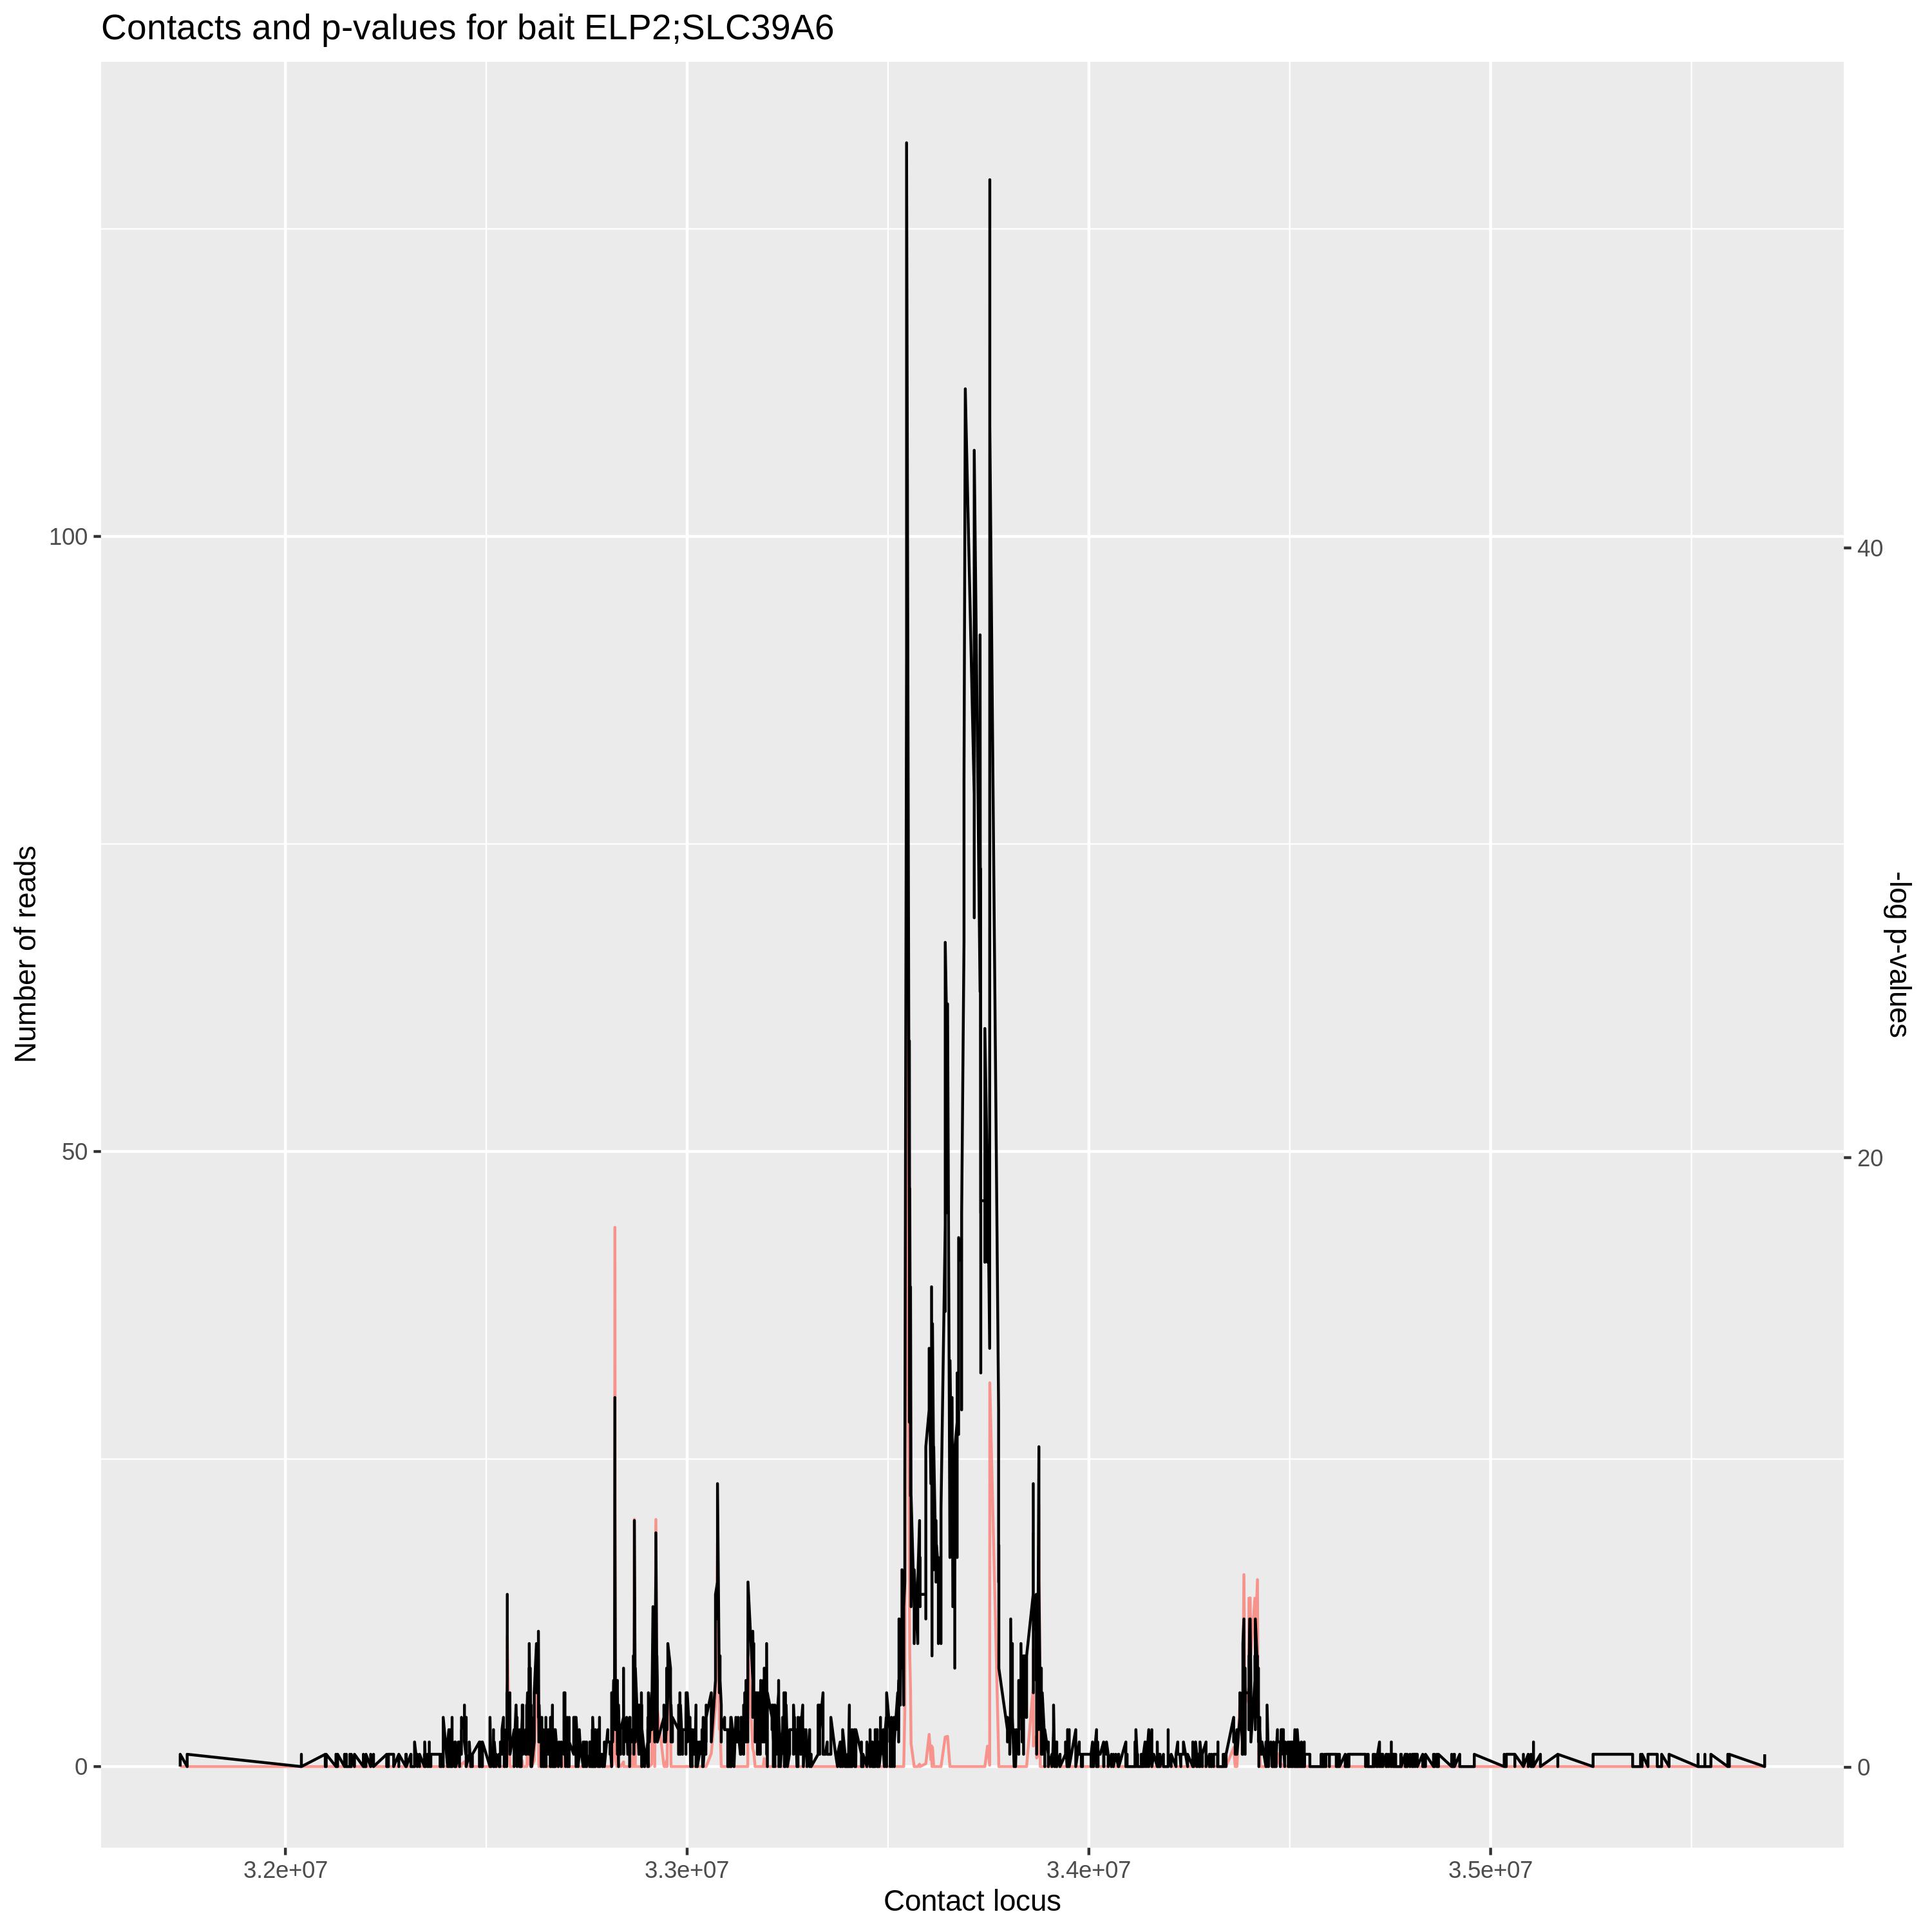 Contacts and p-values for bait ELP2;SLC39A6
Number of reads
100
50
0
40
20
0
-log p-values
3.2e+07
3.3e+07
3.4e+07
3.5e+07
Contact locus